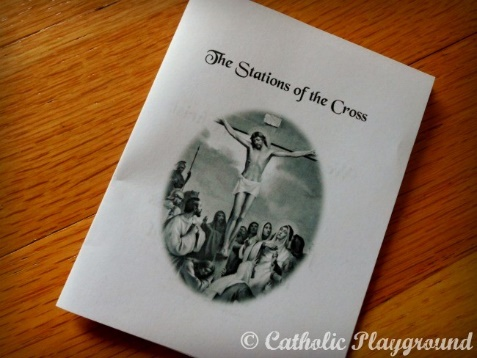 The Stations of the Cross
© Catholic Playground